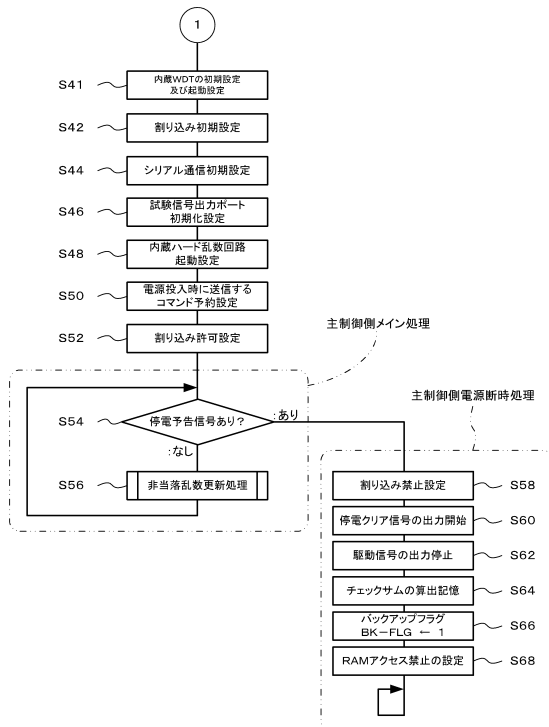 1
S41
内蔵WDTの初期設定
及び起動設定
S42
割り込み初期設定
S44
シリアル通信初期設定
S46
試験信号出力ポート
初期化設定
S48
内蔵ハード乱数回路
起動設定
S50
電源投入時に送信する
コマンド予約設定
S52
割り込み許可設定
主制御側メイン処理
主制御側電源断時処理
S54
停電予告信号あり?
:あり
:なし
S56
非当落乱数更新処理
割り込み禁止設定
S58
停電クリア信号の出力開始
S60
駆動信号の出力停止
S62
チェックサムの算出記憶
S64
バックアップフラグ
BK-FLG ← 1
S66
RAMアクセス禁止の設定
S68